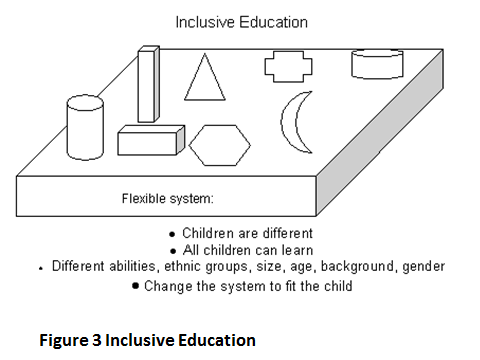 Inclusive Education
Flexible system:
● Children are different
● All children can learn
• Different abilities, ethnic groups, size, age, background, gender
● Change the system to fit the child
Figure 3 Inclusive Education